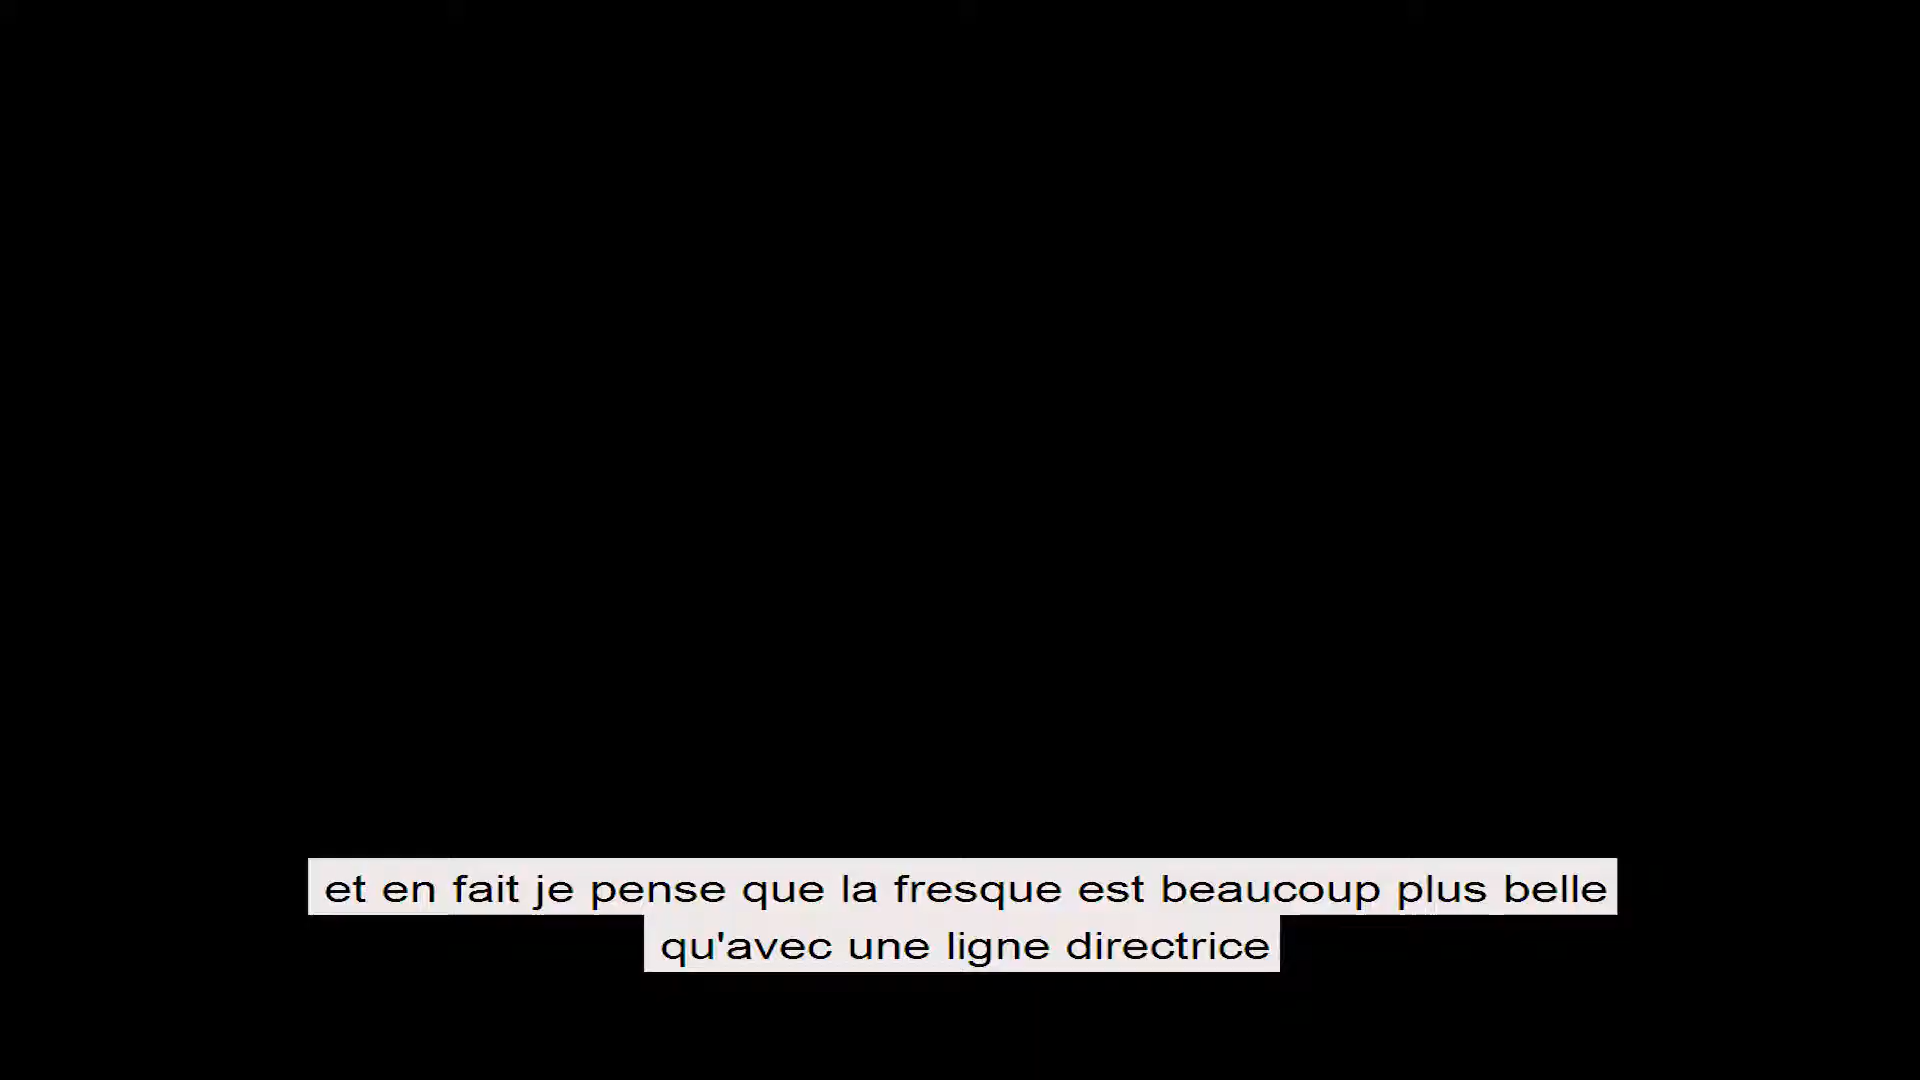 et en fait je pense que la fresque est beaucoup plus belle
qu'avec une ligne directrice